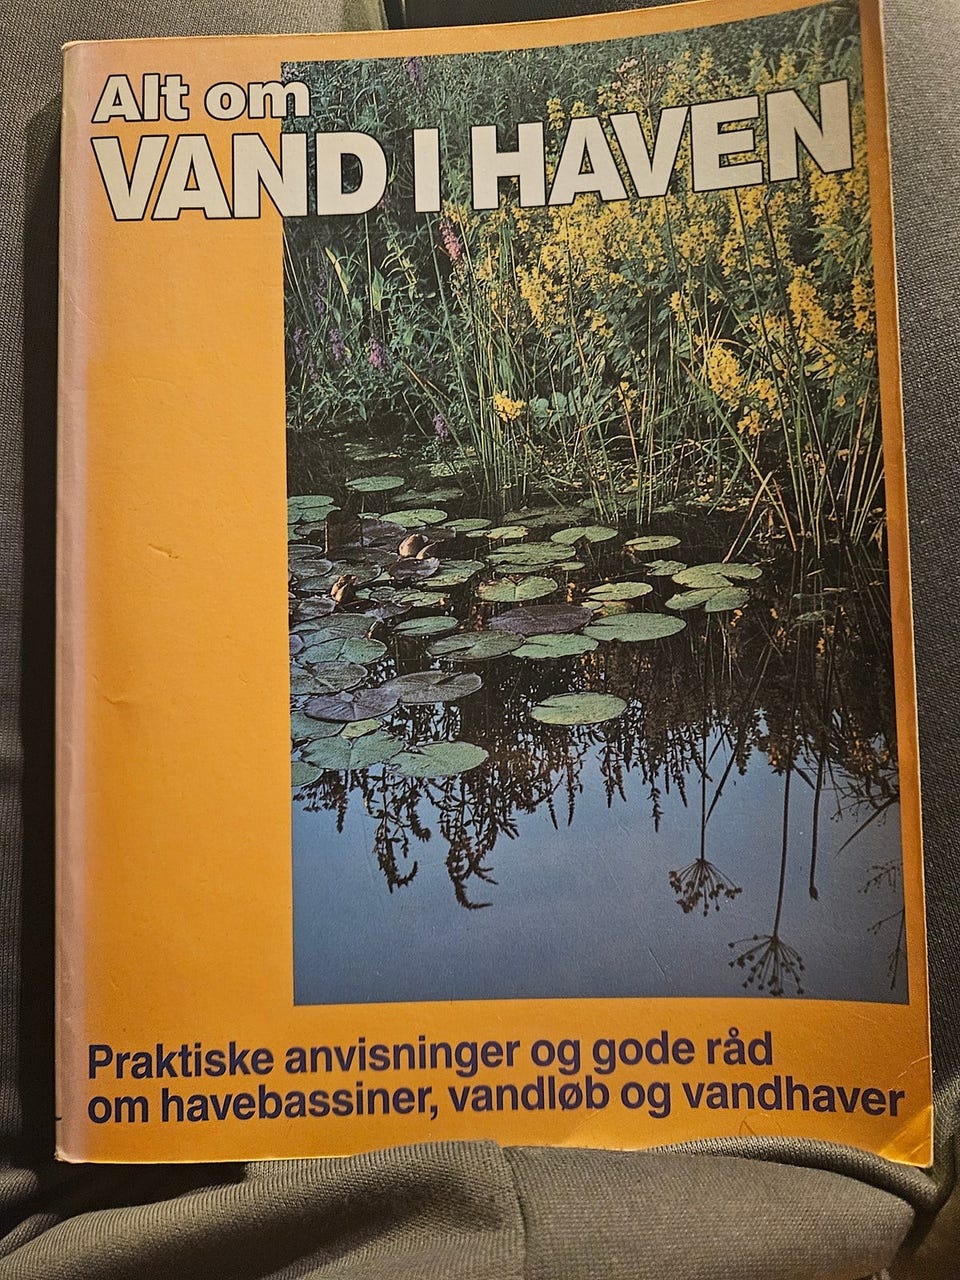 Alt om
VAND I HAVEN
Praktiske anvisninger og gode råd
om havebassiner, vandløb og vandhaver